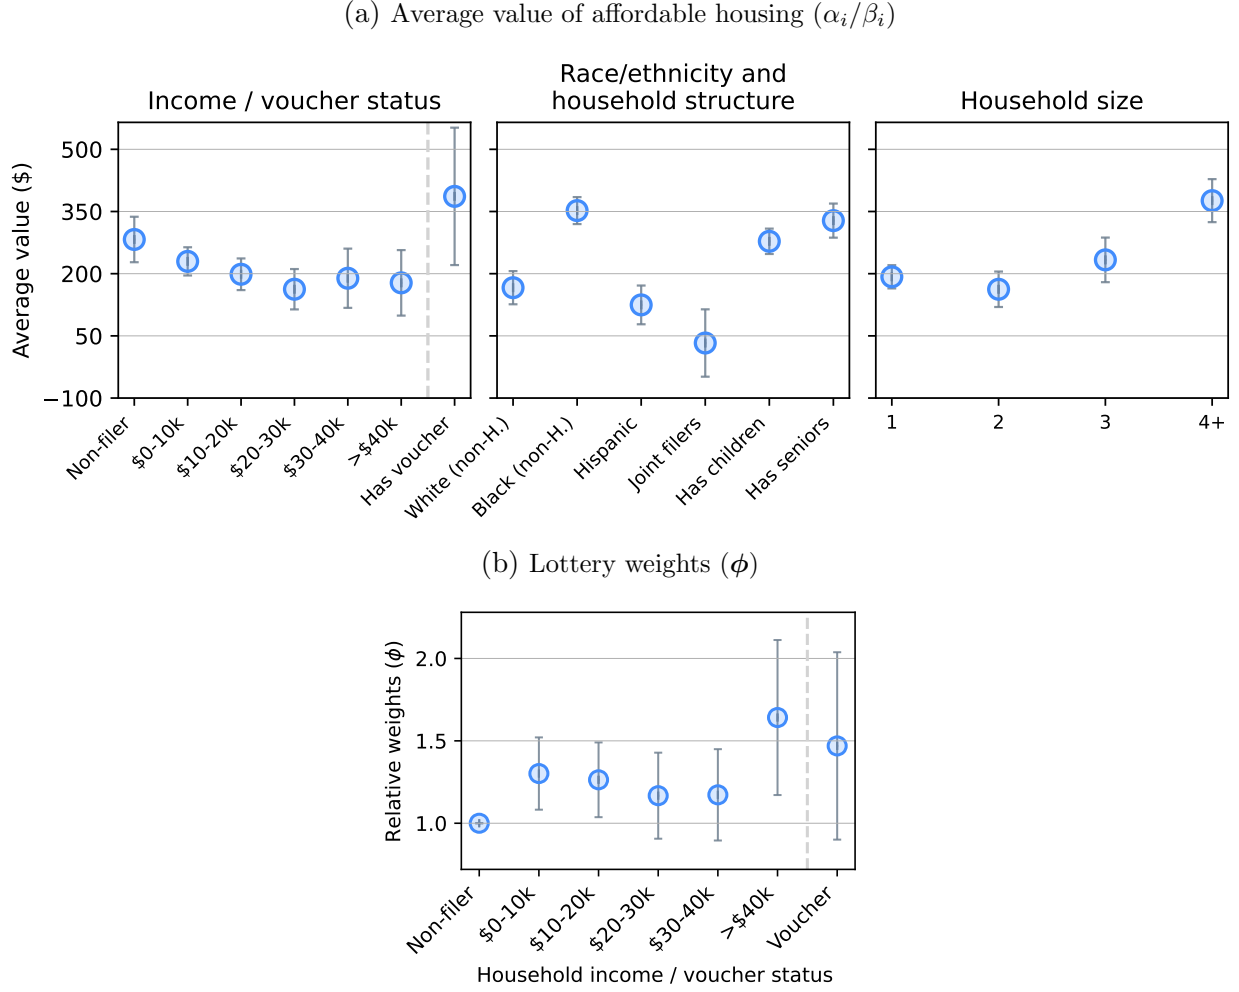 (a) Average value of affordable housing (αᵢ/βᵢ)
Income / voucher status
Race/ethnicity and
household structure
Household size
Average value ($)
500
350
200
50
−100
Non-filer
$0-10k
$10-20k
$20-30k
$30-40k
>$40k
Has voucher
White (non-H.)
Black (non-H.)
Hispanic
Joint filers
Has children
Has seniors
1
2
3
4+
(b) Lottery weights (ϕ)
Relative weights (ϕ)
2.0
1.5
1.0
Non-filer
$0-10k
$10-20k
$20-30k
$30-40k
>$40k
Voucher
Household income / voucher status